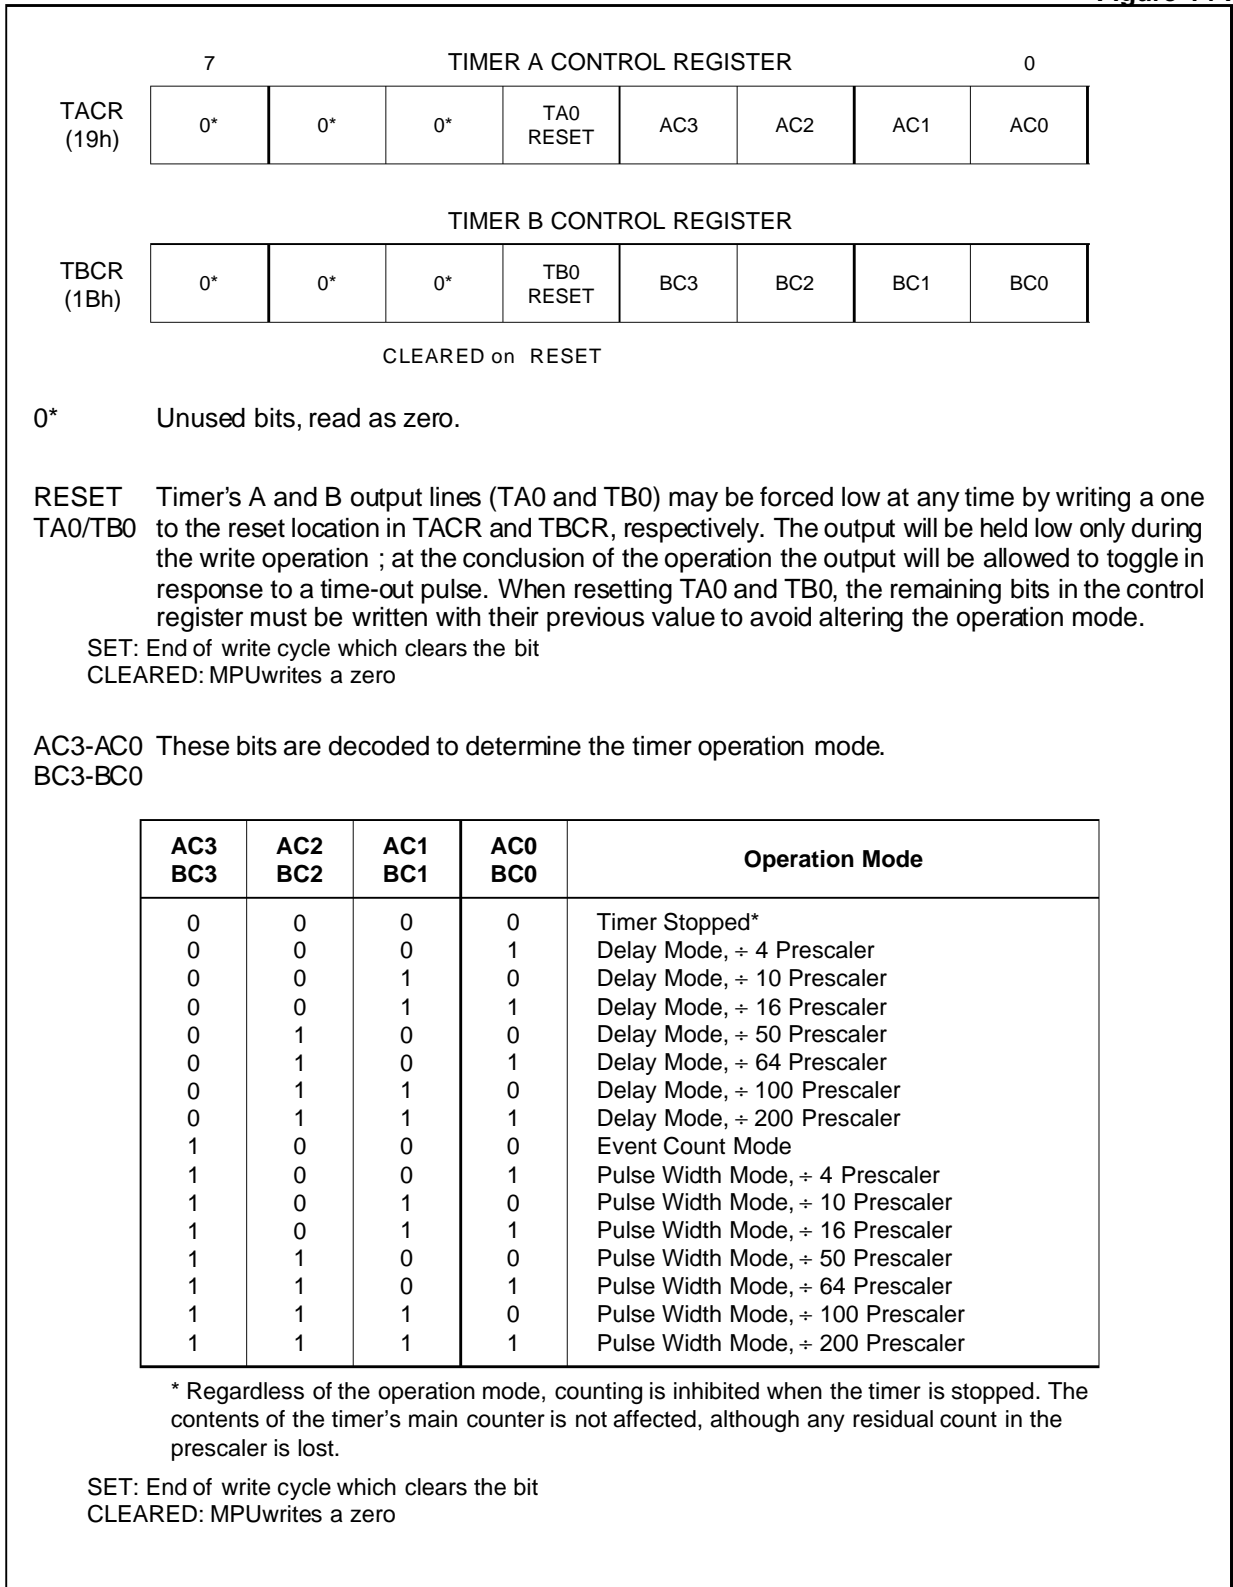 7 TIMER A CONTROL REGISTER 0
TACR
(19h)
0* 0* 0* TA0 RESET AC3 AC2 AC1 AC0
TIMER B CONTROL REGISTER
TBCR
(1Bh)
0* 0* 0* TB0 RESET BC3 BC2 BC1 BC0
CLEARED on RESET
0* Unused bits, read as zero.
RESET Timer's A and B output lines (TA0 and TB0) may be forced low at any time by writing a one
TA0/TB0 to the reset location in TACR and TBCR, respectively. The output will be held low only during
the write operation ; at the conclusion of the operation the output will be allowed to toggle in
response to a time-out pulse. When resetting TA0 and TB0, the remaining bits in the control
register must be written with their previous value to avoid altering the operation mode.
SET: End of write cycle which clears the bit
CLEARED: MPUwrites a zero
AC3-AC0 These bits are decoded to determine the timer operation mode.
BC3-BC0
AC3 AC2 AC1 AC0 Operation Mode
BC3 BC2 BC1 BC0
0 0 0 0 Timer Stopped*
0 0 0 1 Delay Mode, ÷ 4 Prescaler
0 0 1 0 Delay Mode, ÷ 10 Prescaler
0 0 1 1 Delay Mode, ÷ 16 Prescaler
0 1 0 0 Delay Mode, ÷ 50 Prescaler
0 1 0 1 Delay Mode, ÷ 64 Prescaler
0 1 1 0 Delay Mode, ÷ 100 Prescaler
0 1 1 1 Delay Mode, ÷ 200 Prescaler
1 0 0 0 Event Count Mode
1 0 0 1 Pulse Width Mode, ÷ 4 Prescaler
1 0 1 0 Pulse Width Mode, ÷ 10 Prescaler
1 0 1 1 Pulse Width Mode, ÷ 16 Prescaler
1 1 0 0 Pulse Width Mode, ÷ 50 Prescaler
1 1 0 1 Pulse Width Mode, ÷ 64 Prescaler
1 1 1 0 Pulse Width Mode, ÷ 100 Prescaler
1 1 1 1 Pulse Width Mode, ÷ 200 Prescaler
* Regardless of the operation mode, counting is inhibited when the timer is stopped. The
contents of the timer's main counter is not affected, although any residual count in the
prescaler is lost.
SET: End of write cycle which clears the bit
CLEARED: MPUwrites a zero